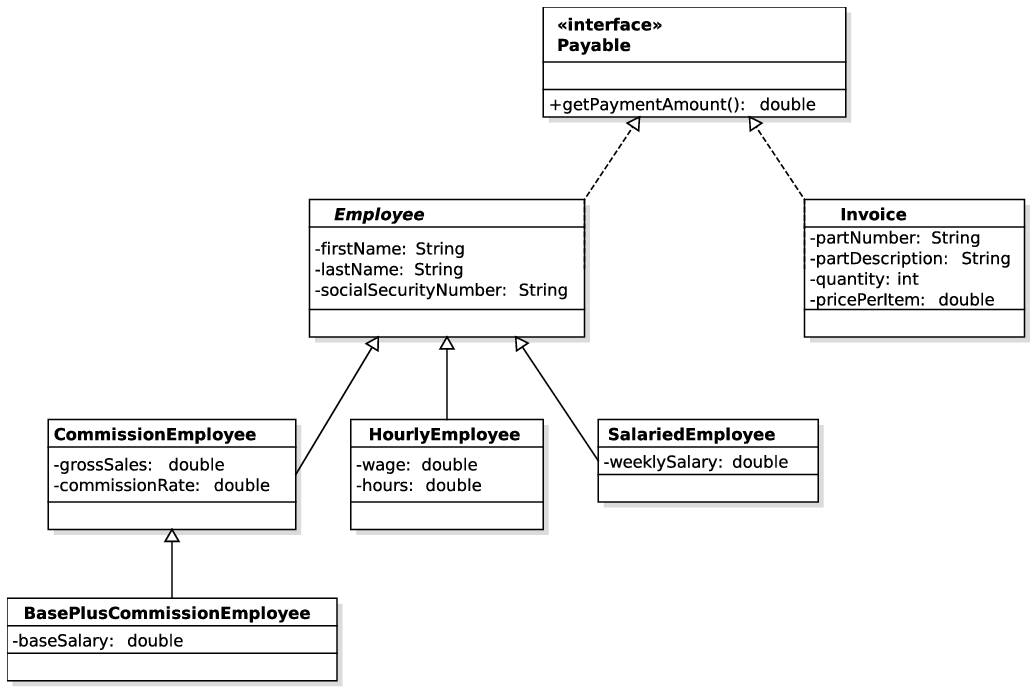 «interface»
Payable
+getPaymentAmount(): double
Employee
-firstName: String
-lastName: String
-socialSecurityNumber: String
Invoice
-partNumber: String
-partDescription: String
-quantity: int
-pricePerItem: double
CommissionEmployee
-grossSales: double
-commissionRate: double
HourlyEmployee
-wage: double
-hours: double
SalariedEmployee
-weeklySalary: double
BasePlusCommissionEmployee
-baseSalary: double